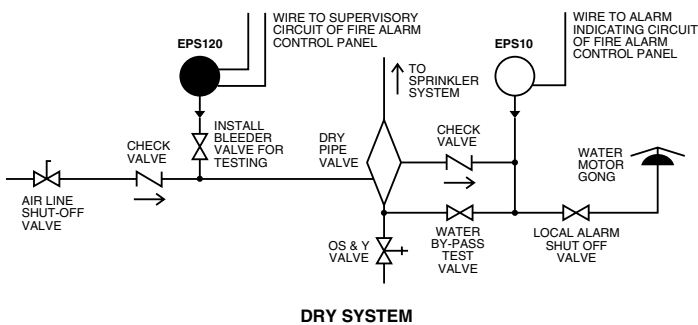 WIRE TO SUPERVISORY
CIRCUIT OF FIRE ALARM
CONTROL PANEL
EPS120
WIRE TO ALARM
INDICATING CIRCUIT
OF FIRE ALARM
CONTROL PANEL
EPS10
TO
SPRINKLER
SYSTEM
INSTALL
BLEEDER
VALVE FOR
TESTING
CHECK
VALVE
DRY
PIPE
VALVE
CHECK
VALVE
WATER
MOTOR
GONG
AIR LINE
SHUT-OFF
VALVE
OS & Y
VALVE
WATER
BY-PASS
TEST
VALVE
LOCAL ALARM
SHUT OFF
VALVE
DRY SYSTEM